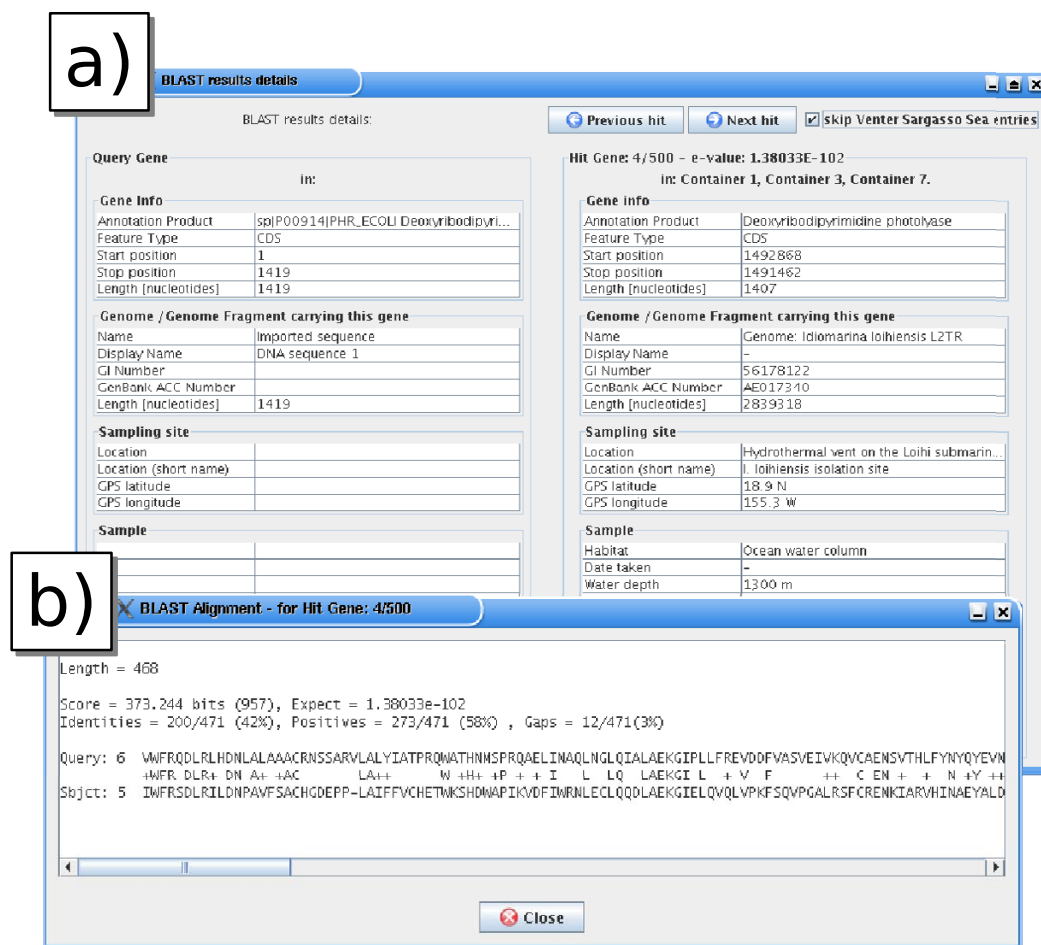 a)
BLAST results details
BLAST results details:
Previous hit
Next hit
skip Venter Sargasso Sea entries
Query Gene
in:
Gene Info
Annotation Product sp|P00914|PHR_ECOLI Deoxyribodipyri...
Feature Type CDS
Start position 1
Stop position 1419
Length [nucleotides] 1419
Genome / Genome Fragment carrying this gene
Name Imported sequence
Display Name DNA sequence 1
GI Number
GenBank ACC Number
Length [nucleotides] 1419
Sampling site
Location
Location (short name)
GPS latitude
GPS longitude
Sample
Hit Gene: 4/500 - e-value: 1.38033E-102
in: Container 1, Container 3, Container 7.
Gene info
Annotation Product Deoxyribodipyrimidine photolyase
Feature Type CDS
Start position 1492868
Stop position 1491462
Length [nucleotides] 1407
Genome / Genome Fragment carrying this gene
Name Genome: Idiomarina loihiensis L2TR
Display Name -
GI Number 56178122
GenBank ACC Number AE017340
Length [nucleotides] 2839318
Sampling site
Location Hydrothermal vent on the Loihi submarin...
Location (short name) I. loihiensis isolation site
GPS latitude 18.9 N
GPS longitude 155.3 W
Sample
Habitat Ocean water column
Date taken -
Water depth 1300 m
b)
BLAST Alignment - for Hit Gene: 4/500
Length = 468
Score = 373.244 bits (957), Expect = 1.38033e-102
Identities = 200/471 (42%), Positives = 273/471 (58%) , Gaps = 12/471(3%)
Query: 6 VWFRQDLRLHDNLALAAACRNSSARVLALYIATPRQWATHNMSPRQAELINAQLNGLQIALAEKGIPLLFREVDDFVASVEIVKQVCAENSVTHLFYNYQYEVN
+WFR DLR+ DN A+ +AC LA++ W +H+ +P + + I L LQ LAEKGI L + V F ++ C EN + + N +Y ++
Sbjct: 5 IWFRSDLRILDNPAVFSACHGDEPP-LAIFFVCHETWKSHDWAPIKVDFIWRNLECLQQDLAEKGIELQVQLVPKFSQVPGALRSFCRENKIARVHINAEYALD
Close